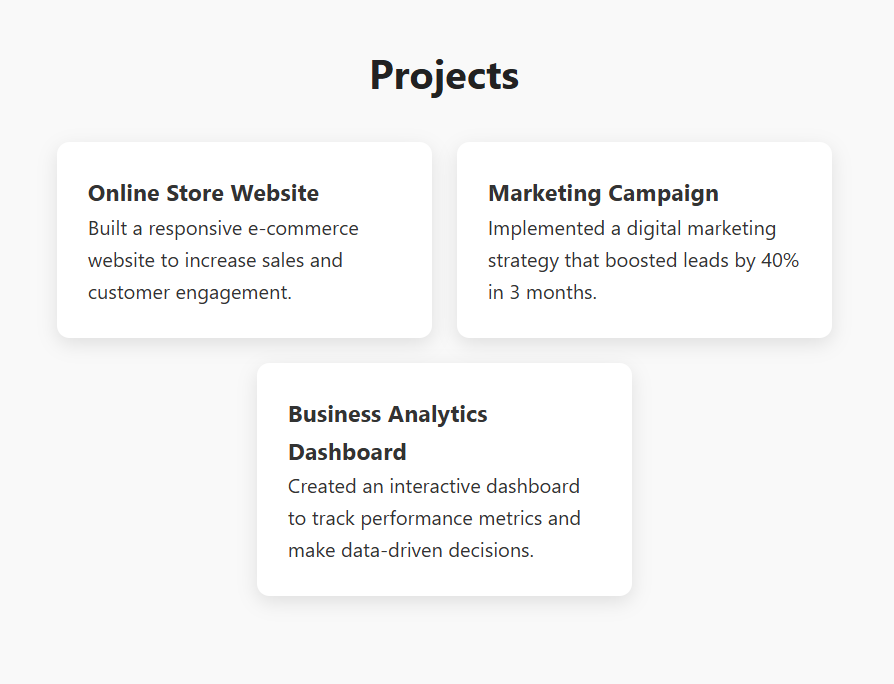 Projects
Online Store Website
Built a responsive e-commerce
website to increase sales and
customer engagement.
Marketing Campaign
Implemented a digital marketing
strategy that boosted leads by 40%
in 3 months.
Business Analytics
Dashboard
Created an interactive dashboard
to track performance metrics and
make data-driven decisions.